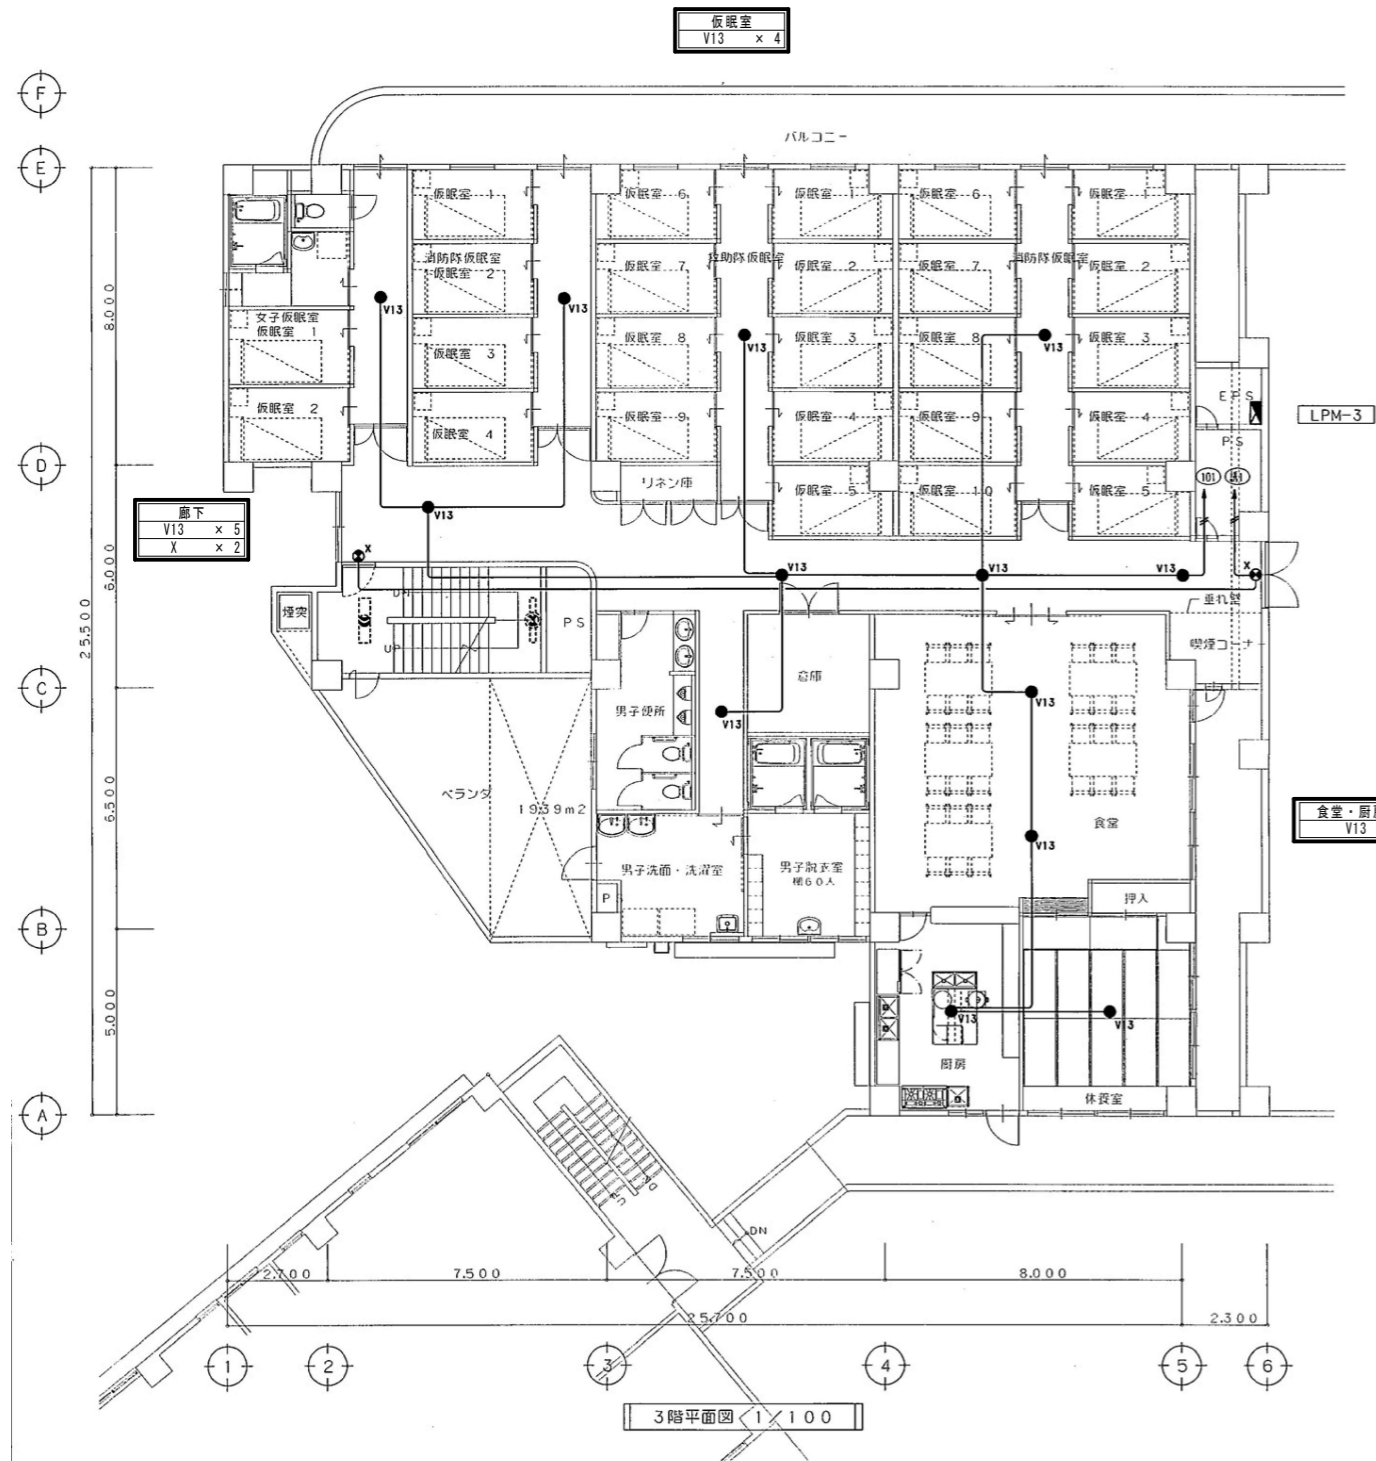 仮眠室
V13 × 4
F
バルコニー
E
仮眠室 1
仮眠室 6
仮眠室 1
仮眠室 6
仮眠室 1
消防隊仮眠室
仮眠室 2
仮眠室 7
救助隊仮眠室
仮眠室 2
仮眠室 7
消防隊仮眠室
仮眠室 2
V13
V13
8.000
女子仮眠室
仮眠室 1
仮眠室 3
仮眠室 8
V13
仮眠室 3
仮眠室 8
V13
仮眠室 3
EPS
LPM-3
仮眠室 2
仮眠室 4
仮眠室 9
仮眠室 4
仮眠室 9
仮眠室 4
PS
D
リネン庫
仮眠室 5
仮眠室 10
仮眠室 5
101
廊下
V13 × 5
X × 2
V13
X
V13
V13
V13
X
6.000
25.500
煙突
UP
UP
PS
垂れ壁
喫煙コーナ
C
倉庫
男子便所
V13
V13
6.500
ベランダ
19.39m2
食堂
V13
食堂・厨
V13
男子洗面・洗濯室
男子脱衣室
棚60人
P
押入
B
5.000
V13
V13
厨房
休養室
A
DN
2.700
7.500
7.500
8.000
25.700
2.300
1
2
3
4
5
6
3階平面図 1/100